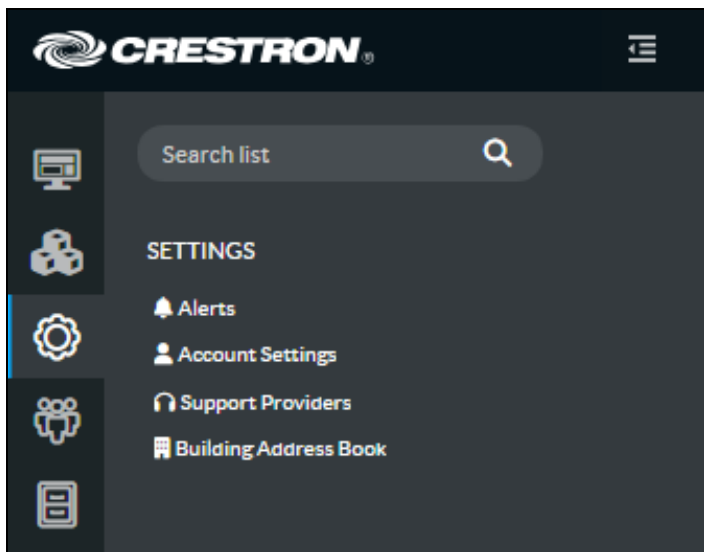 CRESTRON®
Search list
SETTINGS
Alerts
Account Settings
Support Providers
Building Address Book